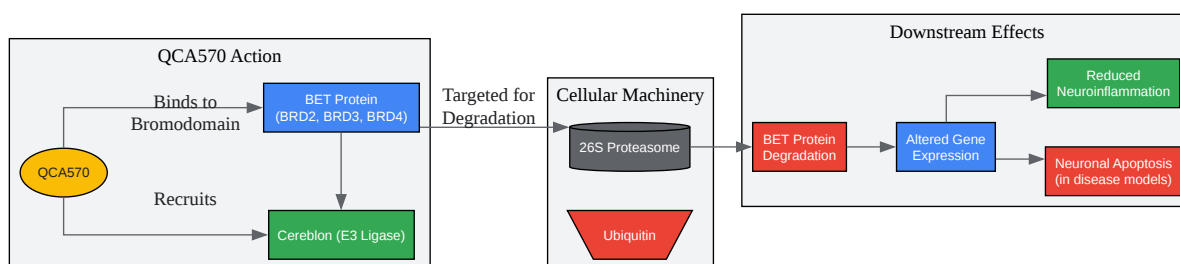 QCA570 Action
Binds to
Bromodomain
BET Protein
(BRD2, BRD3, BRD4)
QCA570
Recruits
Cereblon (E3 Ligase)
Targeted for
Degradation
Cellular Machinery
26S Proteasome
Ubiquitin
Downstream Effects
BET Protein
Degradation
Altered Gene
Expression
Reduced
Neuroinflammation
Neuronal Apoptosis
(in disease models)